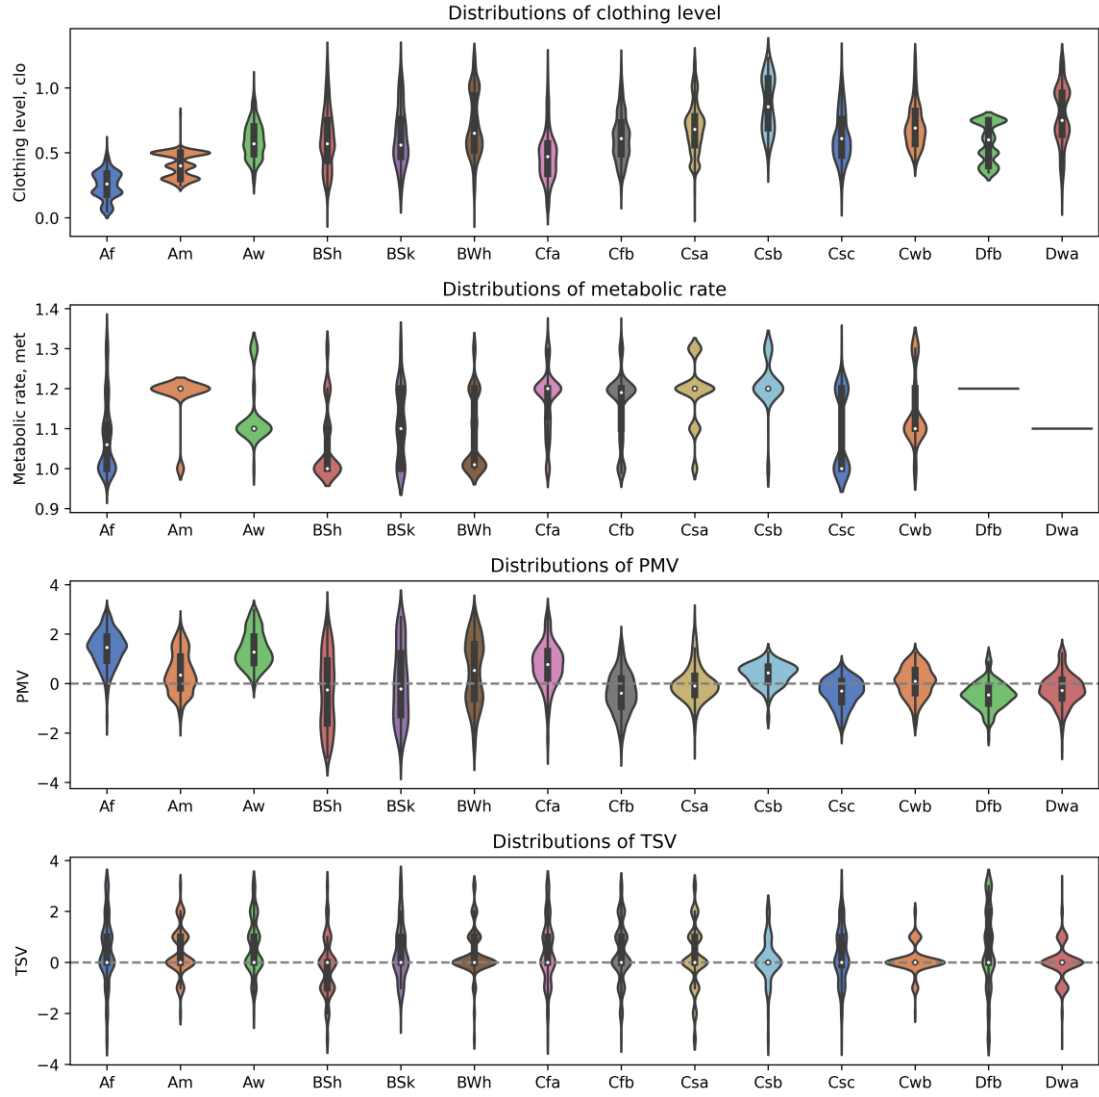 Distributions of clothing level
Clothing level, clo
1.0
0.5
0.0
Af Am Aw BSh BSk BWh Cfa Cfb Csa Csb Csc Cwb Dfb Dwa
Distributions of metabolic rate
Metabolic rate, met
1.4
1.3
1.2
1.1
1.0
0.9
Af Am Aw BSh BSk BWh Cfa Cfb Csa Csb Csc Cwb Dfb Dwa
Distributions of PMV
PMV
4
2
0
−2
−4
Af Am Aw BSh BSk BWh Cfa Cfb Csa Csb Csc Cwb Dfb Dwa
Distributions of TSV
TSV
4
2
0
−2
−4
Af Am Aw BSh BSk BWh Cfa Cfb Csa Csb Csc Cwb Dfb Dwa